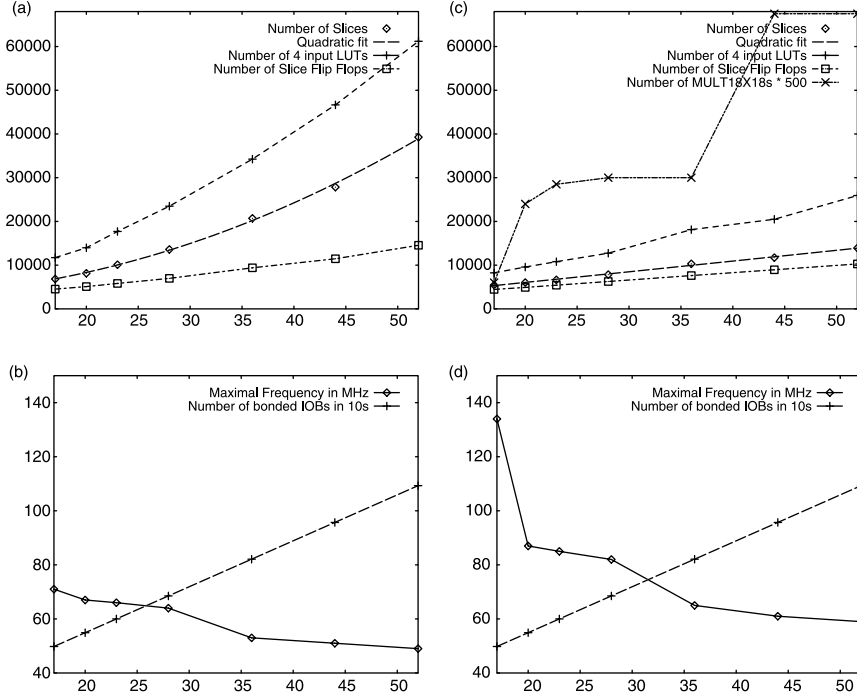 (a)
Number of Slices
Quadratic fit
Number of 4 input LUTs
Number of Slice Flip Flops
60000
50000
40000
30000
20000
10000
0
20 25 30 35 40 45 50
(c)
Number of Slices
Quadratic fit
Number of 4 input LUTs
Number of Slice Flip Flops
Number of MULT18X18s * 500
60000
50000
40000
30000
20000
10000
0
20 25 30 35 40 45 50
(b)
Maximal Frequency in MHz
Number of bonded IOBs in 10s
140
120
100
80
60
40
20 25 30 35 40 45 50
(d)
Maximal Frequency in MHz
Number of bonded IOBs in 10s
140
120
100
80
60
40
20 25 30 35 40 45 50